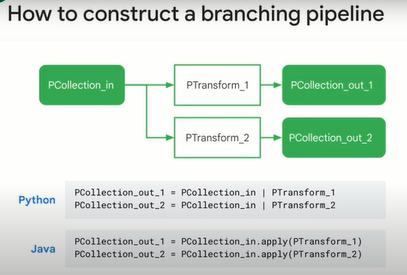 How to construct a branching pipeline
PCollection_in
PTransform_1
PCollection_out_1
PTransform_2
PCollection_out_2
Python
PCollection_out_1 = PCollection_in | PTransform_1
PCollection_out_2 = PCollection_in | PTransform_2
Java
PCollection_out_1 = PCollection_in.apply(PTransform_1)
PCollection_out_2 = PCollection_in.apply(PTransform_2)